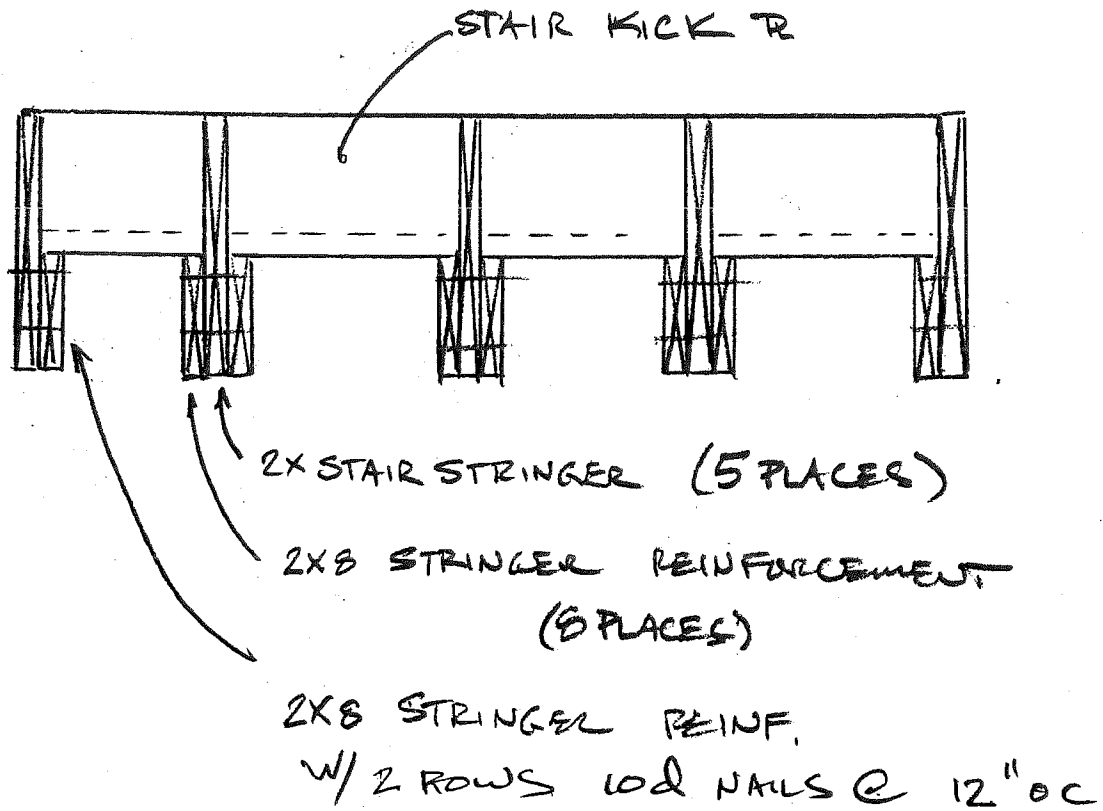 STAIR KICK PL
2X STAIR STRINGER (5 PLACES)
2X8 STRINGER REINFORCEMENT
(8 PLACES)
2X8 STRINGER REINF.
W/ 2 ROWS 10d NAILS @ 12" OC